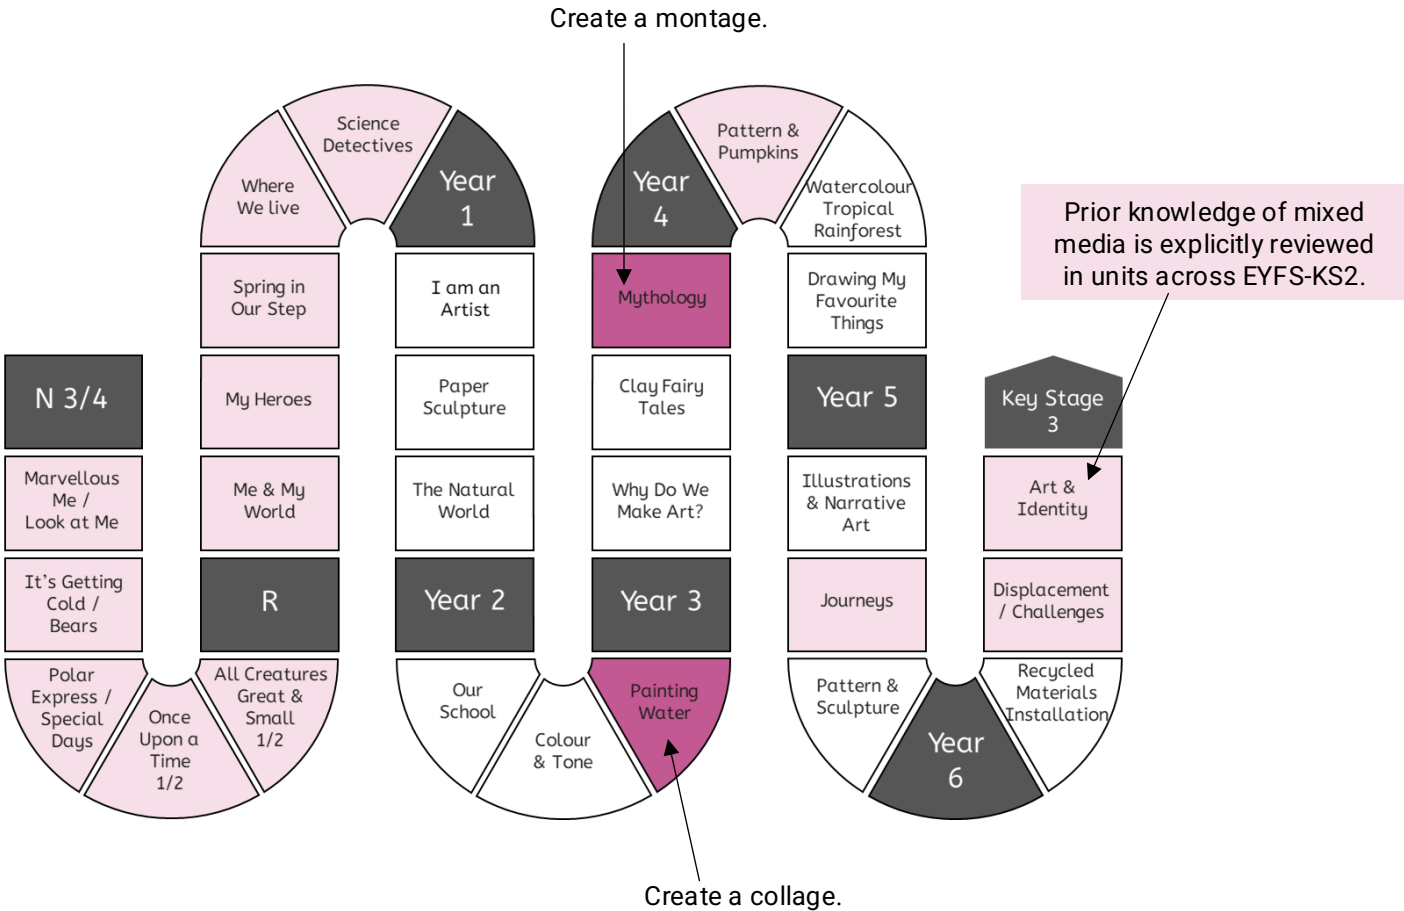 Create a montage.
Science
Detectives
Where
We live
Year
1
Year
4
Pattern &
Pumpkins
Watercolour
Tropical
Rainforest
Prior knowledge of mixed
media is explicitly reviewed
in units across EYFS-KS2.
Spring in
Our Step
I am an
Artist
Mythology
Drawing My
Favourite
Things
N 3/4
My Heroes
Paper
Sculpture
Clay Fairy
Tales
Year 5
Key Stage
3
Marvellous
Me /
Look at Me
Me & My
World
The Natural
World
Why Do We
Make Art?
Illustrations
& Narrative
Art
Art &
Identity
It's Getting
Cold /
Bears
R
Year 2
Year 3
Journeys
Displacement
/ Challenges
Polar
Express /
Special
Days
Once
Upon a
Time
1/2
All Creatures
Great &
Small
1/2
Our
School
Colour
& Tone
Painting
Water
Pattern &
Sculpture
Year
6
Recycled
Materials
Installation
Create a collage.